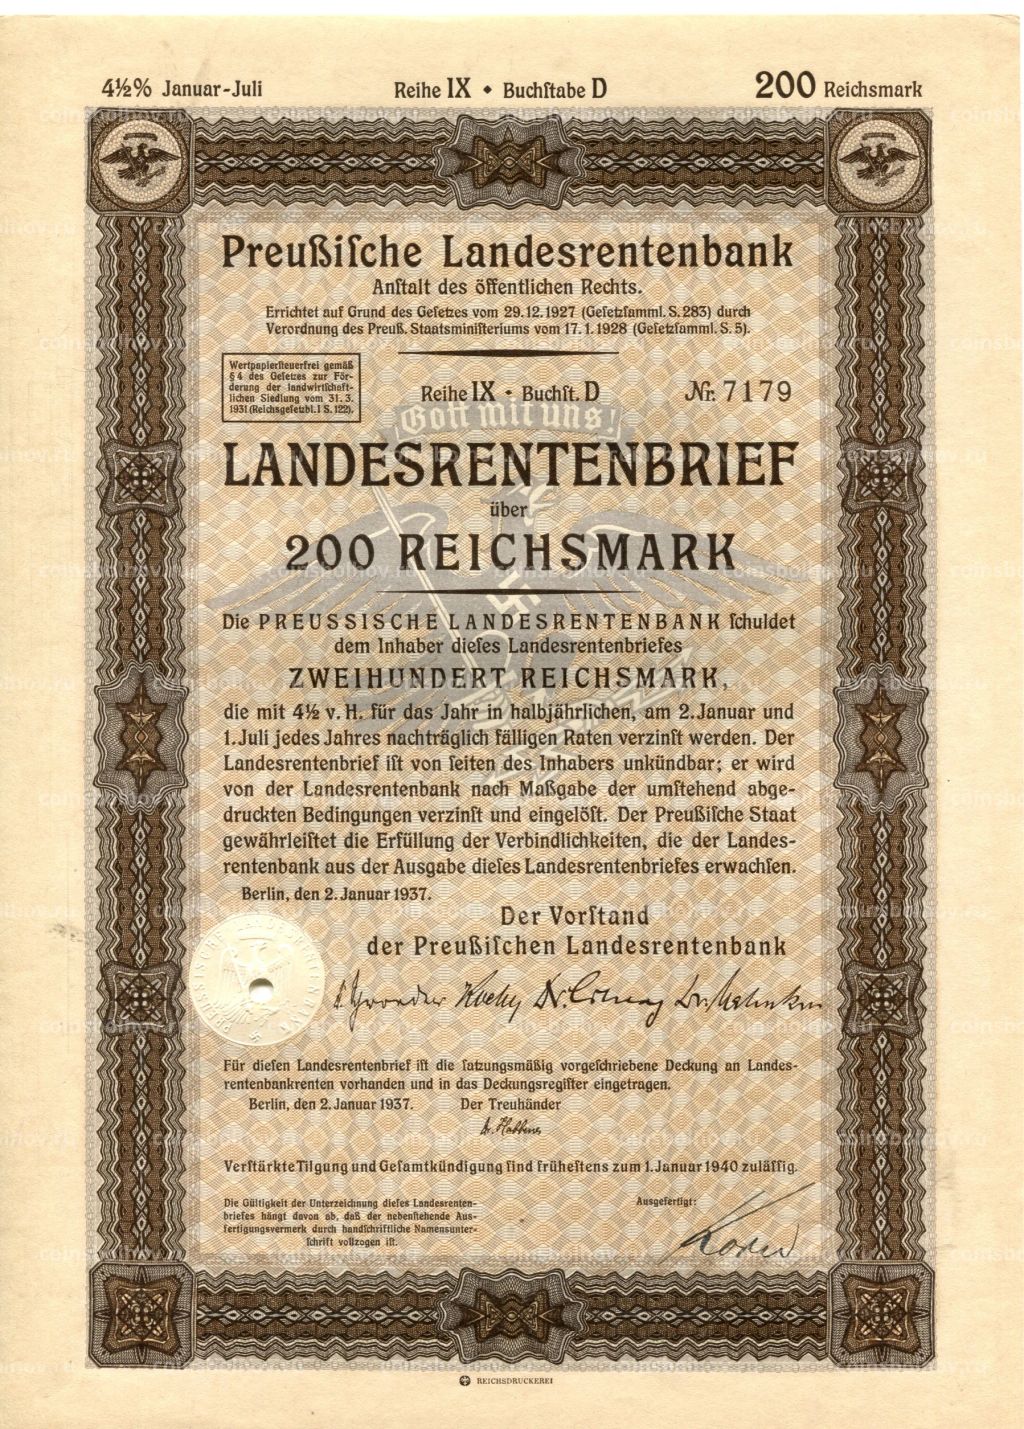 4½% Januar-Juli
Reihe IX • Buchſtabe D
200 Reichsmark
Preußiſche Landesrentenbank
Anſtalt des öffentlichen Rechts.
Errichtet auf Grund des Geſetzes vom 29.12.1927 (Geſetzſamml. S. 283) durch
Verordnung des Preuß. Staatsminiſteriums vom 17.1.1928 (Geſetzſamml. S. 5).
Wertpapierſteuerfrei gemäß
§ 4 des Geſetzes zur För-
derung der landwirtſchaft-
lichen Siedlung vom 31. 3.
1931 (Reichsgeſetzbl. I S. 122).
Reihe IX • Buchſt. D
Nr. 7179
Gott mit uns!
LANDESRENTENBRIEF
über
200 REICHSMARK
Die PREUSSISCHE LANDESRENTENBANK ſchuldet
dem Inhaber dieſes Landesrentenbriefes
ZWEIHUNDERT REICHSMARK,
die mit 4½ v. H. für das Jahr in halbjährlichen, am 2. Januar und
1. Juli jedes Jahres nachträglich fälligen Raten verzinſt werden. Der
Landesrentenbrief iſt von ſeiten des Inhabers unkündbar; er wird
von der Landesrentenbank nach Maßgabe der umſtehend abge-
druckten Bedingungen verzinſt und eingelöſt. Der Preußiſche Staat
gewährleiſtet die Erfüllung der Verbindlichkeiten, die der Landes-
rentenbank aus der Ausgabe dieſes Landesrentenbriefes erwachſen.
Berlin, den 2. Januar 1937.
Der Vorſtand
der Preußiſchen Landesrentenbank
PREUSSISCHE LANDESRENTENBANK
Für dieſen Landesrentenbrief iſt die ſatzungsmäßig vorgeſchriebene Deckung an Landes-
rentenbankrenten vorhanden und in das Deckungsregiſter eingetragen.
Berlin, den 2. Januar 1937.
Der Treuhänder
Verſtärkte Tilgung und Geſamtkündigung ſind früheſtens zum 1. Januar 1940 zuläſſig.
Die Gültigkeit der Unterzeichnung dieſes Landesrenten-
briefes hängt davon ab, daß der nebenſtehende Aus-
fertigungsvermerk durch handſchriftliche Namensunter-
ſchrift vollzogen iſt.
Ausgefertigt:
REICHSDRUCKEREI
coinsbolhov.ru